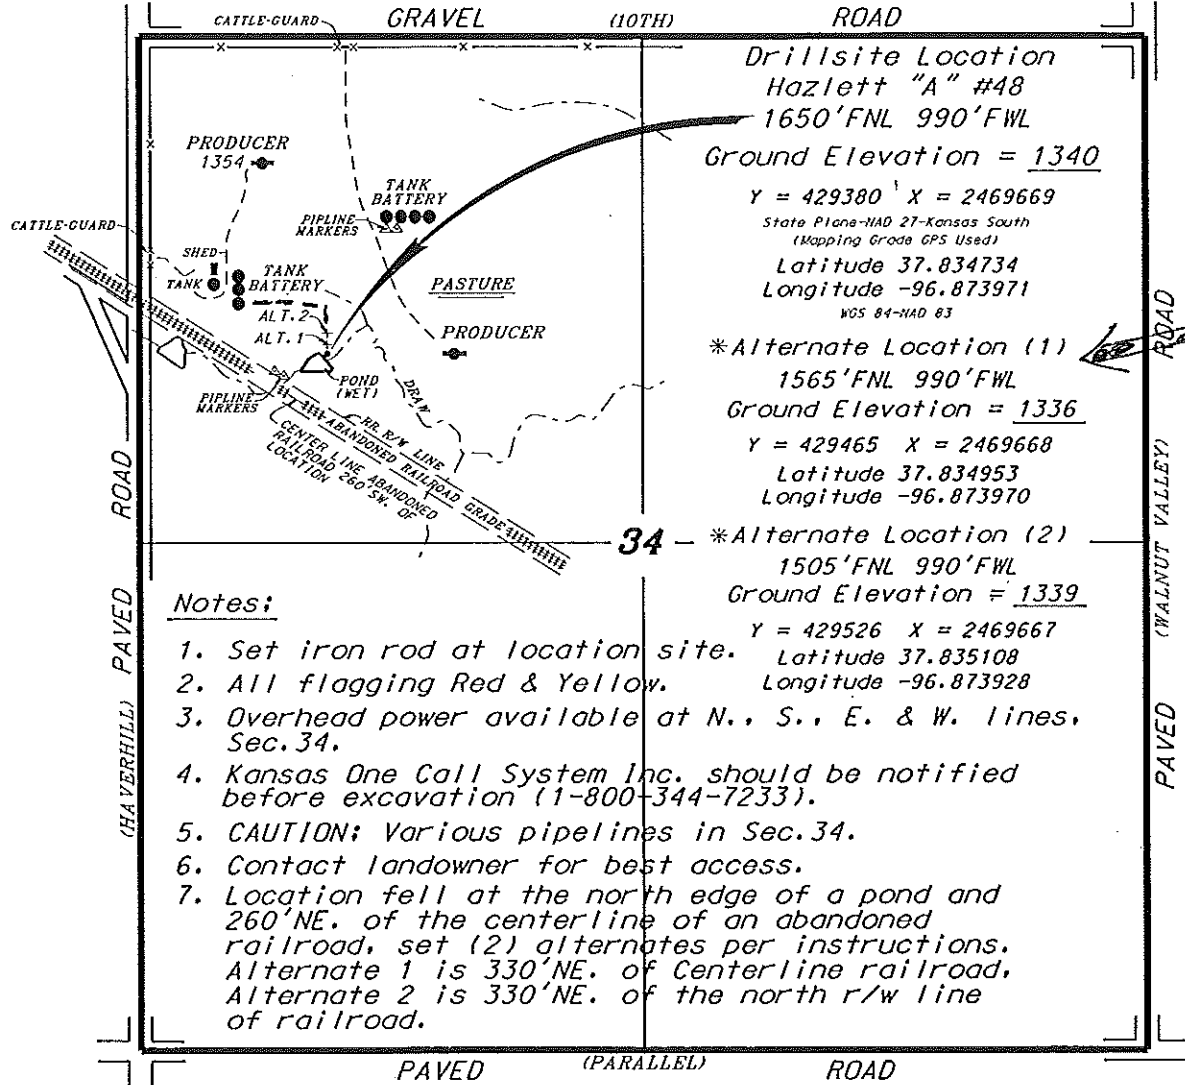 CATTLE-GUARD
GRAVEL (10TH) ROAD
Drillsite Location
Hazlett "A" #48
1650'FNL 990'FWL
Ground Elevation = 1340
Y = 429380 X = 2469669
State Plane-NAD 27-Kansas South
(Mapping Grade GPS Used)
Latitude 37.834734
Longitude -96.873971
WGS 84-NAD 83
*Alternate Location (1)
1565'FNL 990'FWL
Ground Elevation = 1336
Y = 429465 X = 2469668
Latitude 37.834953
Longitude -96.873970
*Alternate Location (2)
1505'FNL 990'FWL
Ground Elevation = 1339
Y = 429526 X = 2469667
Latitude 37.835108
Longitude -96.873928
PRODUCER
1354
TANK
BATTERY
PIPLINE
MARKERS
CATTLE-GUARD
SHED
TANK
TANK
BATTERY
ALT.2
ALT.1
PASTURE
PRODUCER
POND
(WET)
DRAW
PIPLINE
MARKERS
RR. R/W LINE
ABANDONED RAILROAD GRADE
CENTER LINE ABANDONED
RAILROAD 260'SW. OF
LOCATION
34
Notes:
1. Set iron rod at location site.
2. All flagging Red & Yellow.
3. Overhead power available at N., S., E. & W. lines,
Sec.34.
4. Kansas One Call System Inc. should be notified
before excavation (1-800-344-7233).
5. CAUTION: Various pipelines in Sec.34.
6. Contact landowner for best access.
7. Location fell at the north edge of a pond and
260'NE. of the centerline of an abandoned
railroad, set (2) alternates per instructions.
Alternate 1 is 330'NE. of Centerline railroad,
Alternate 2 is 330'NE. of the north r/w line
of railroad.
(HAVERHILL) PAVED ROAD
PAVED (WALNUT VALLEY) ROAD
PAVED (PARALLEL) ROAD